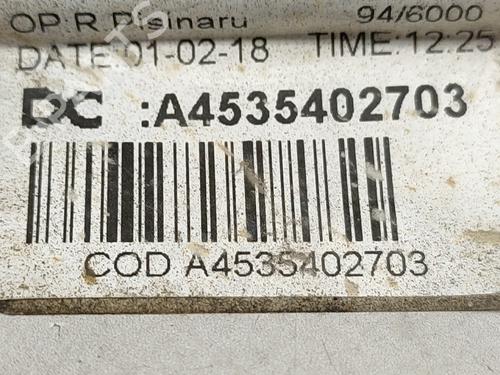 OP R Pisinaru 94/6000
DATE:01-02-18 TIME:12:25
DC :A4535402703
COD A4535402703